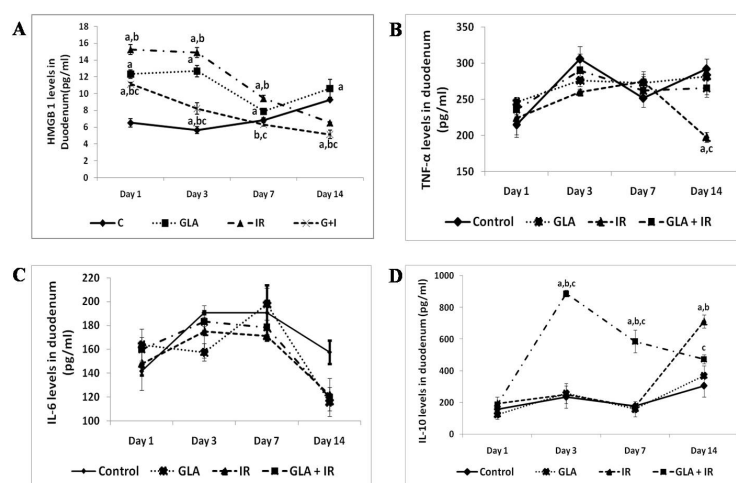 A
HMGB 1 levels in
Duodenum(pg/ml)
18
16
14
12
10
8
6
4
2
0
a,b
a,b
a
a
a,b
a
a,bc
a
a,bc
b,c
a,bc
Day 1 Day 3 Day 7 Day 14
C GLA IR G+I
B
TNF-α levels in duodenum
(pg/ml)
350
300
250
200
150
a,c
Day 1 Day 3 Day 7 Day 14
Control GLA IR GLA + IR
C
IL-6 levels in duodenum
(pg/ml)
220
200
180
160
140
120
100
Day 1 Day 3 Day 7 Day 14
Control GLA IR GLA + IR
D
IL-10 levels in duodenum (pg/ml)
1000
800
600
400
200
0
a,b,c
a,b,c
a,b
c
Day 1 Day 3 Day 7 Day 14
Control GLA IR GLA + IR